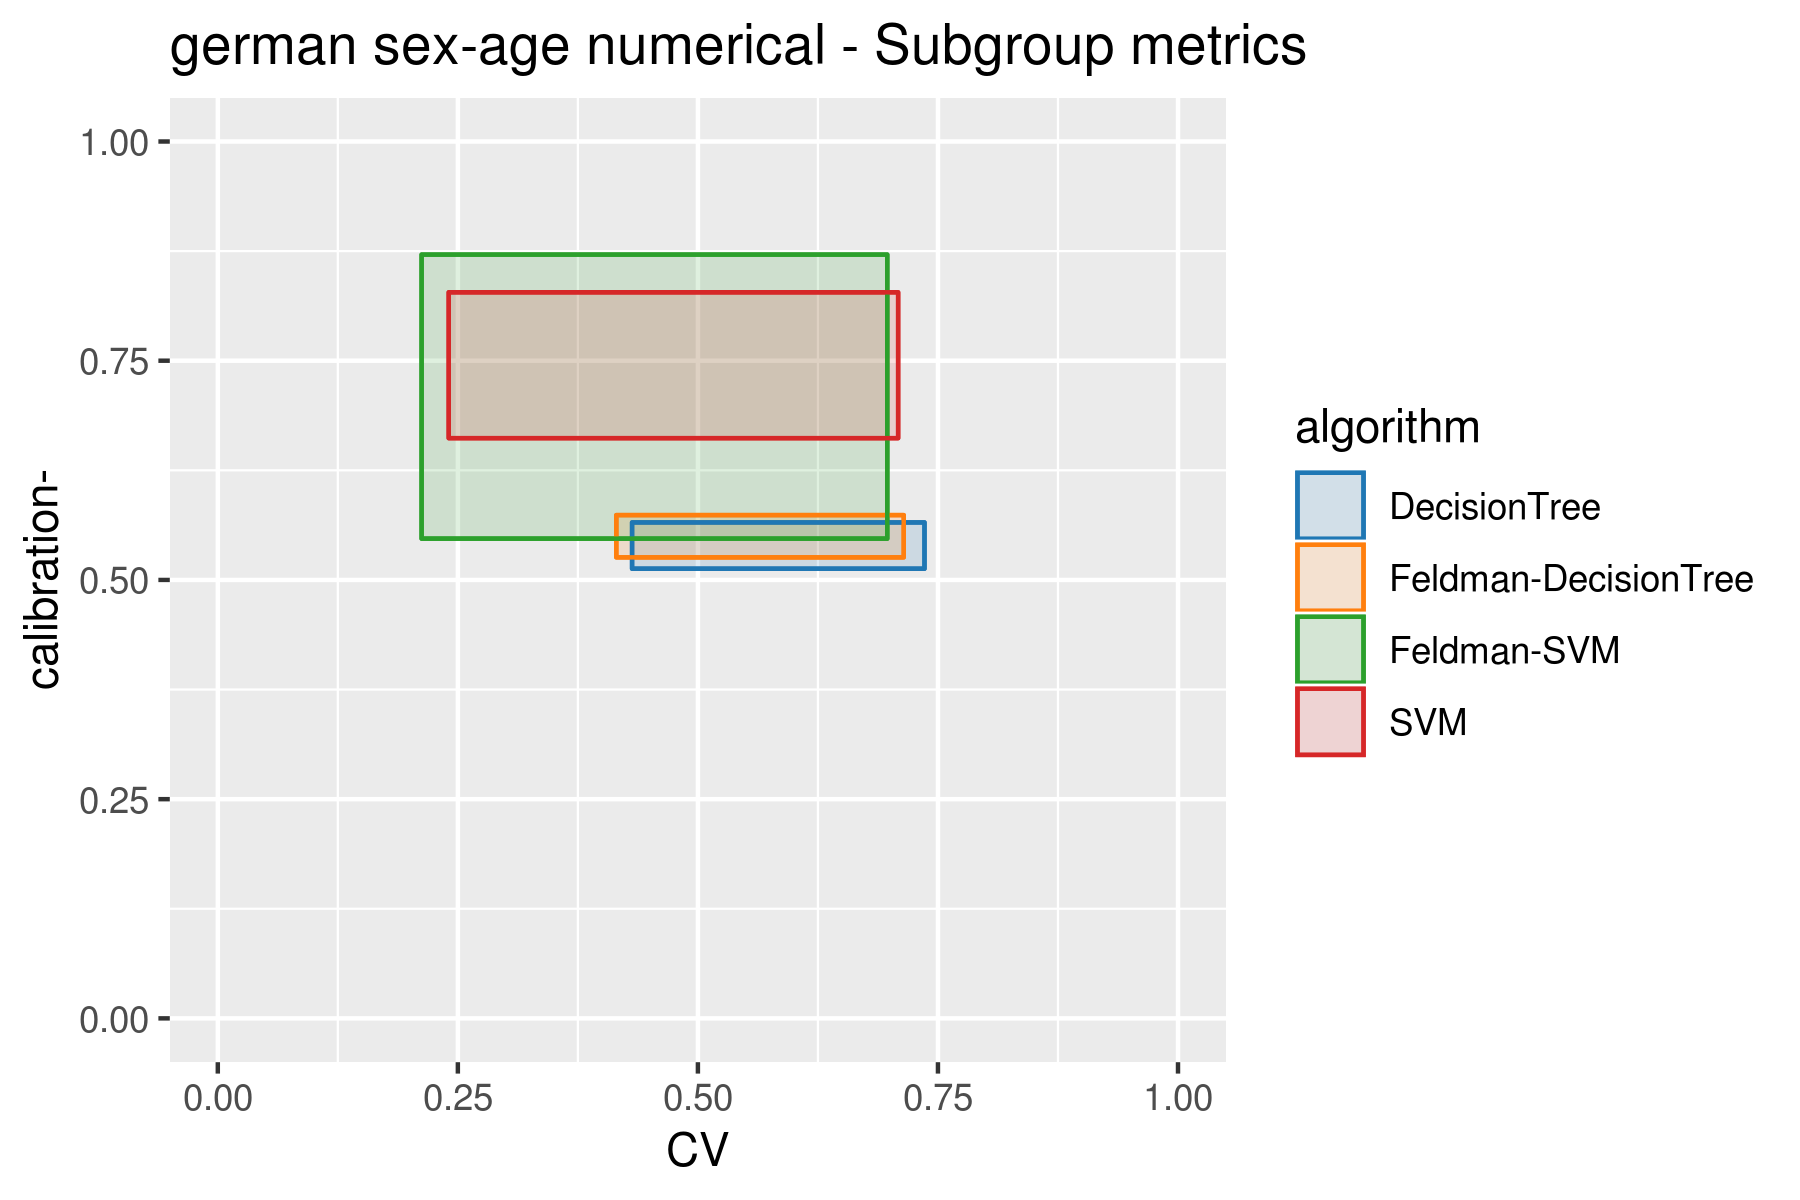 german sex-age numerical - Subgroup metrics
calibration-
1.00
0.75
0.50
0.25
0.00
0.00 0.25 0.50 0.75 1.00
CV
algorithm
DecisionTree
Feldman-DecisionTree
Feldman-SVM
SVM